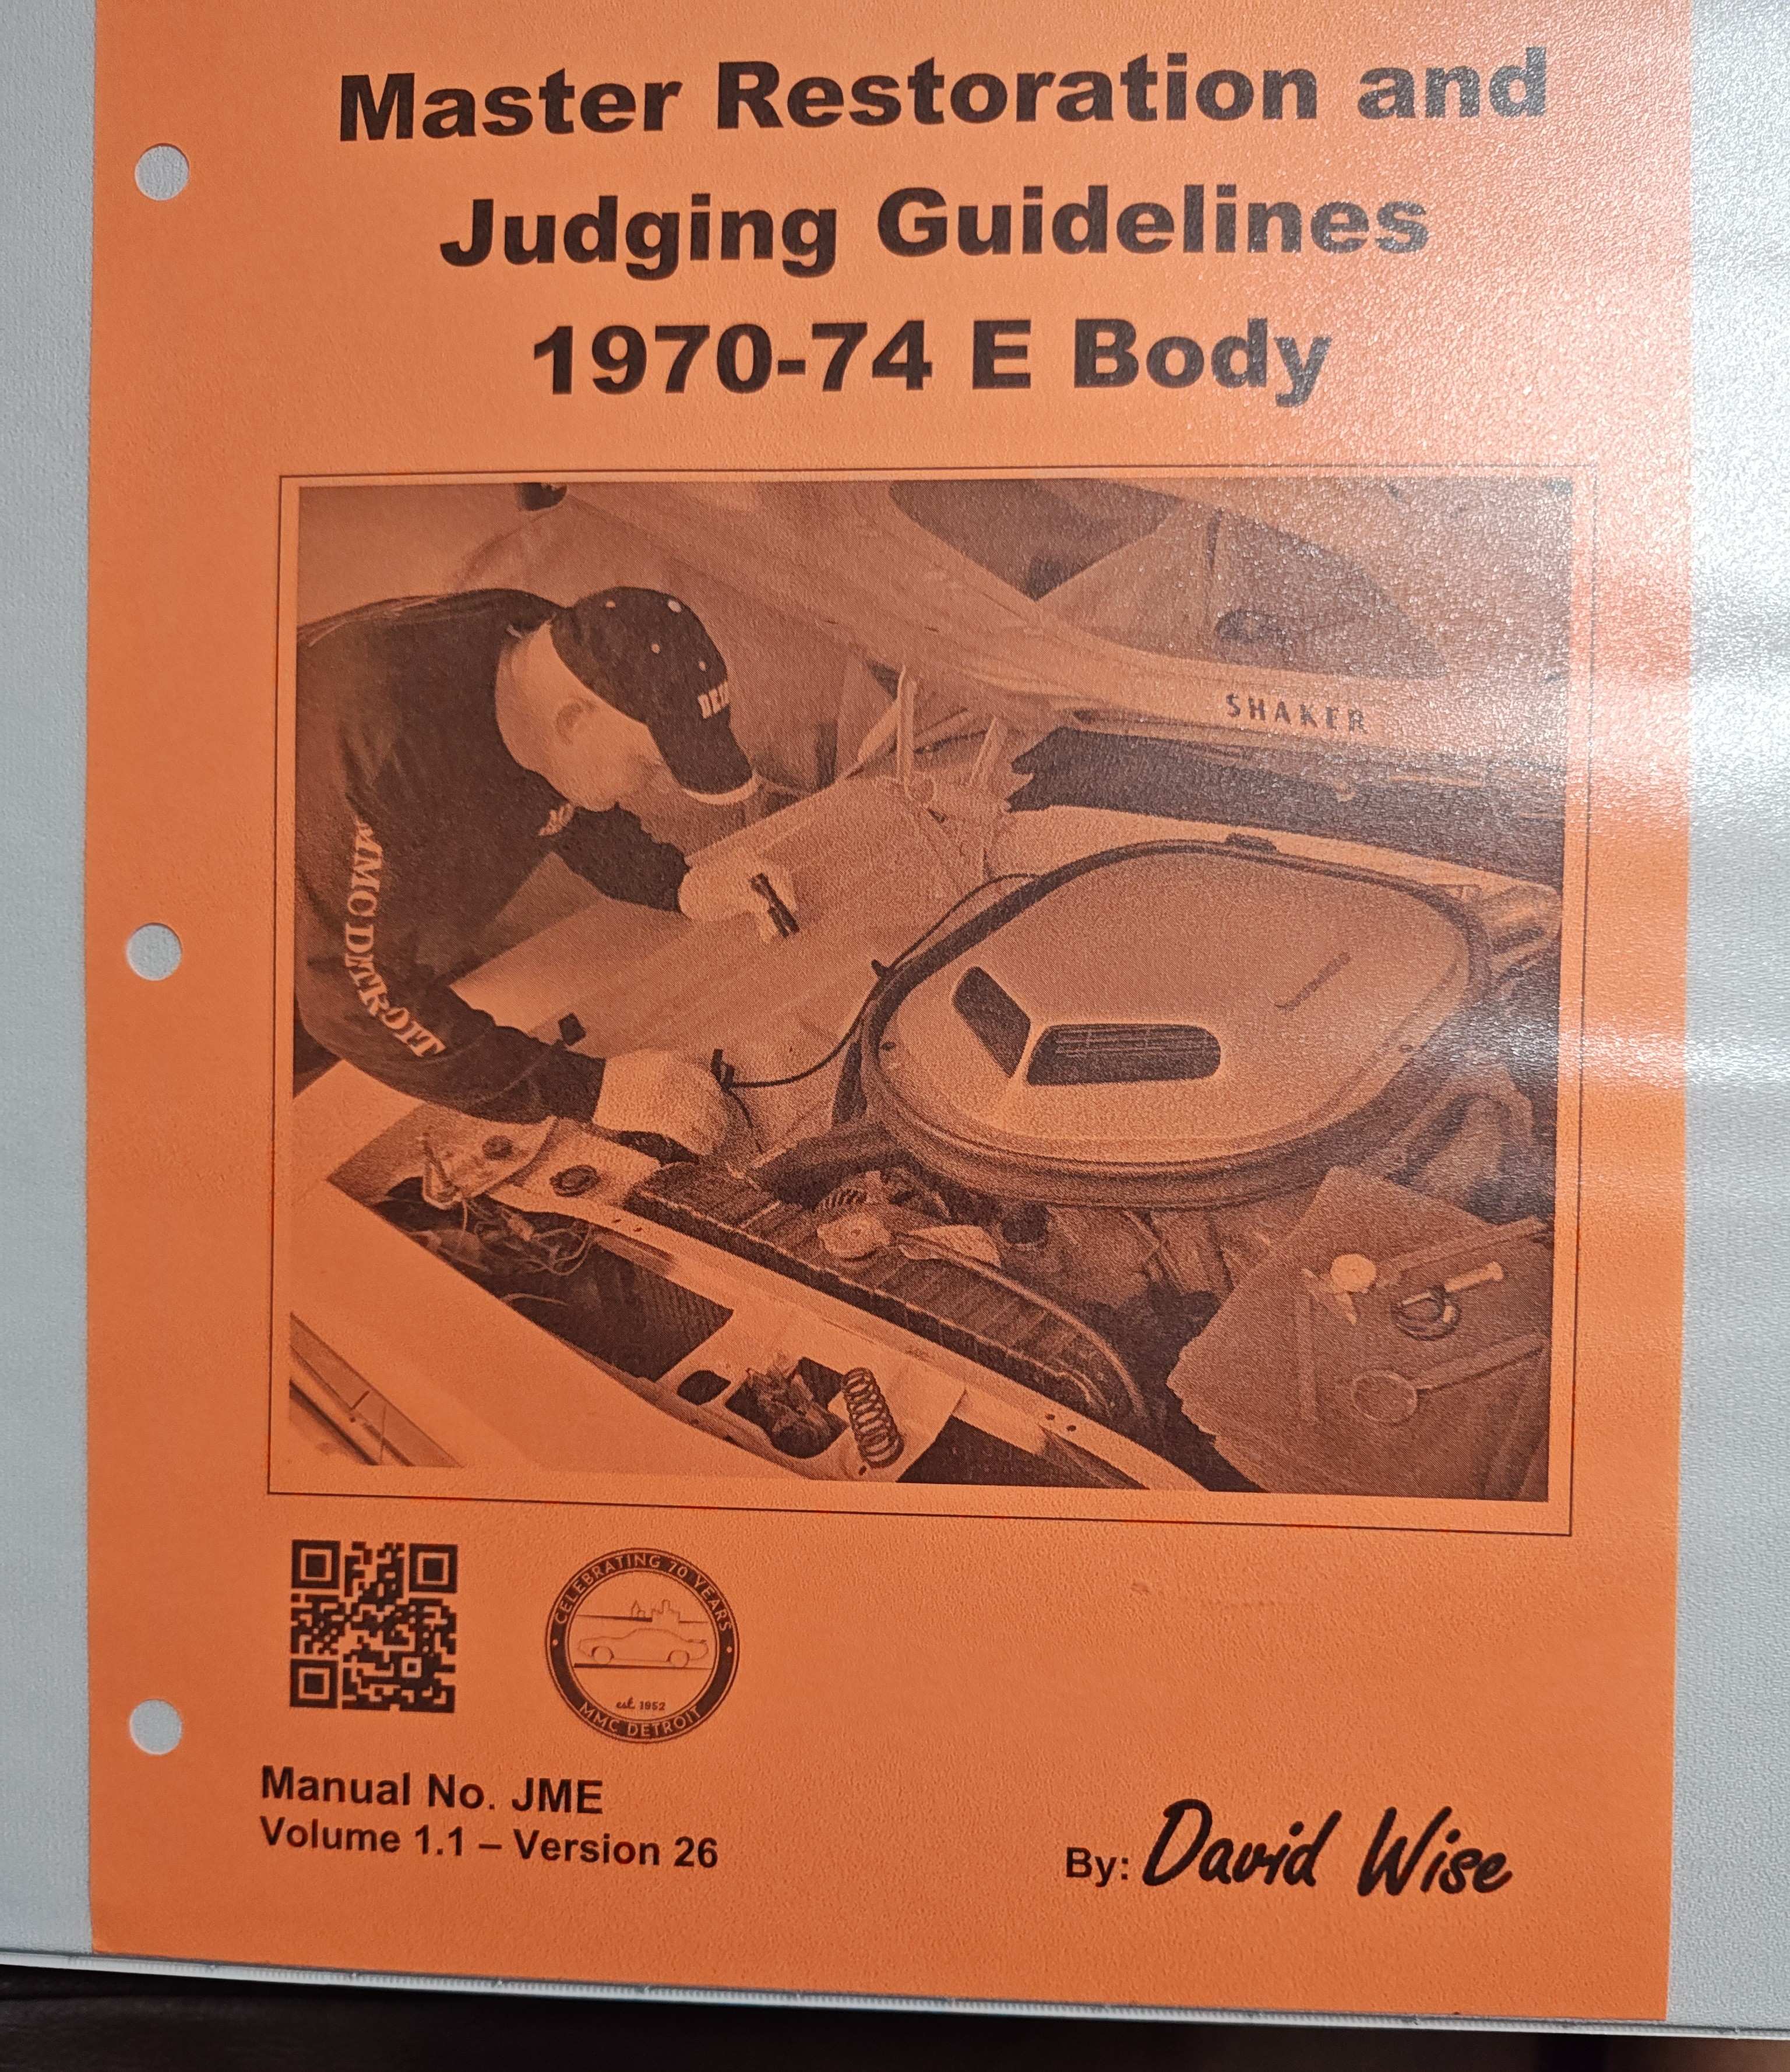 Master Restoration and
Judging Guidelines
1970-74 E Body
SHAKER
MMC DETROIT
CELEBRATING 70 YEARS
est. 1952
MMC DETROIT
Manual No. JME
Volume 1.1 – Version 26
By: David Wise